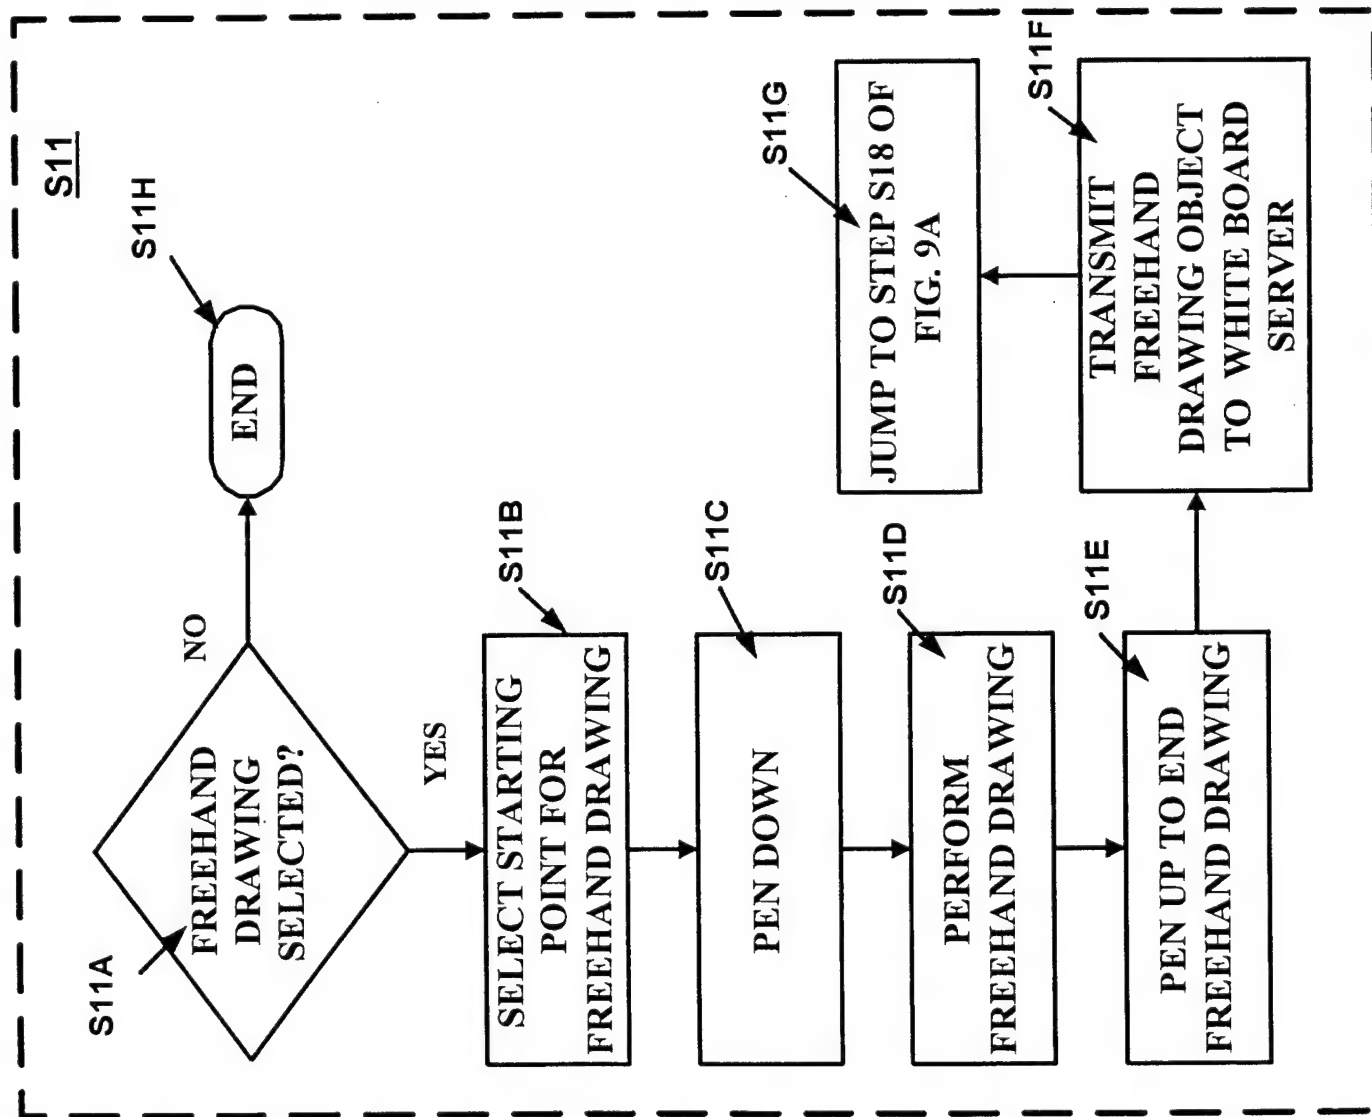 S11
S11A
FREEHAND
DRAWING
SELECTED?
NO
S11H
END
YES
S11B
SELECT STARTING
POINT FOR
FREEHAND DRAWING
S11C
PEN DOWN
S11D
PERFORM
FREEHAND DRAWING
S11E
PEN UP TO END
FREEHAND DRAWING
S11F
TRANSMIT
FREEHAND
DRAWING OBJECT
TO WHITE BOARD
SERVER
S11G
JUMP TO STEP S18 OF
FIG. 9A